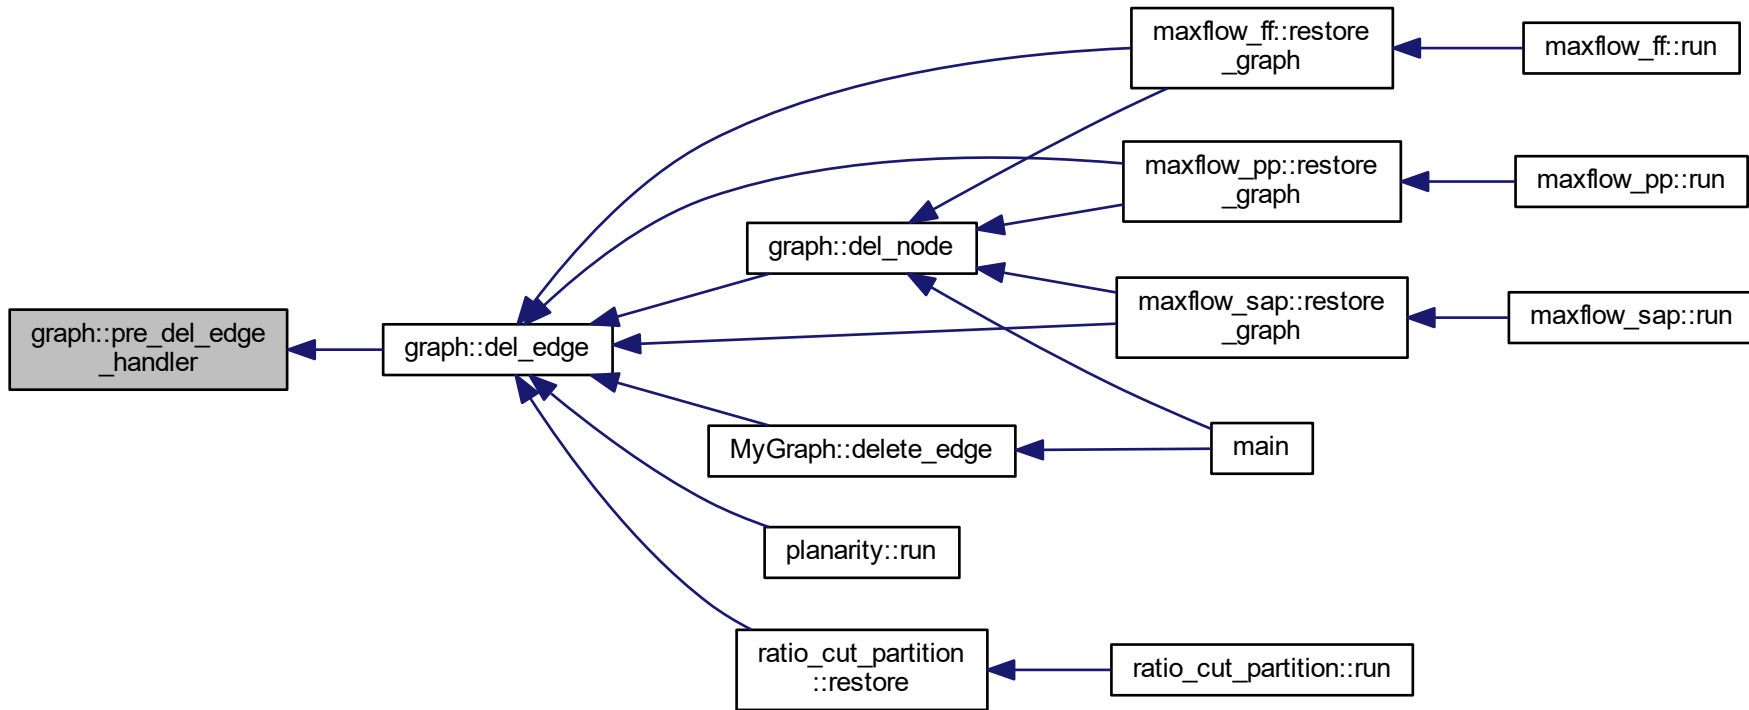 maxflow_ff::restore
_graph
maxflow_ff::run
maxflow_pp::restore
_graph
maxflow_pp::run
graph::del_node
maxflow_sap::restore
_graph
maxflow_sap::run
graph::pre_del_edge
_handler
graph::del_edge
MyGraph::delete_edge
main
planarity::run
ratio_cut_partition
::restore
ratio_cut_partition::run